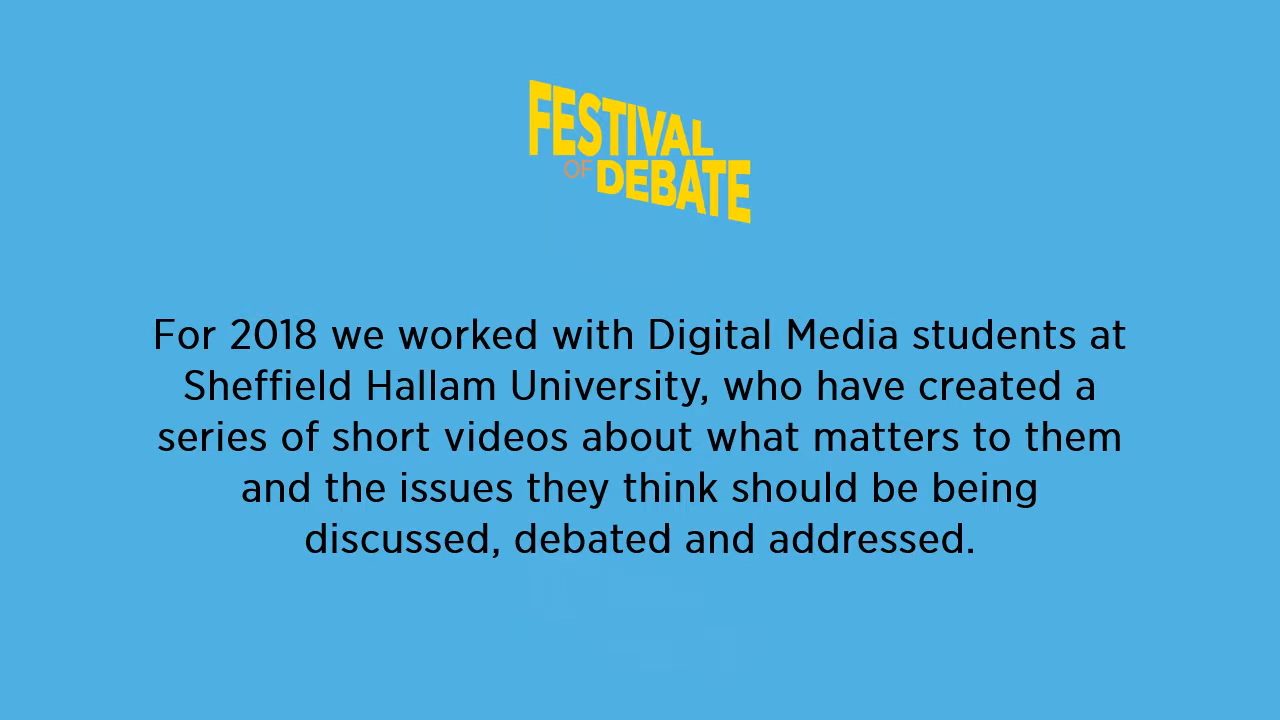 FESTIVAL
OF DEBATE
For 2018 we worked with Digital Media students at
Sheffield Hallam University, who have created a
series of short videos about what matters to them
and the issues they think should be being
discussed, debated and addressed.